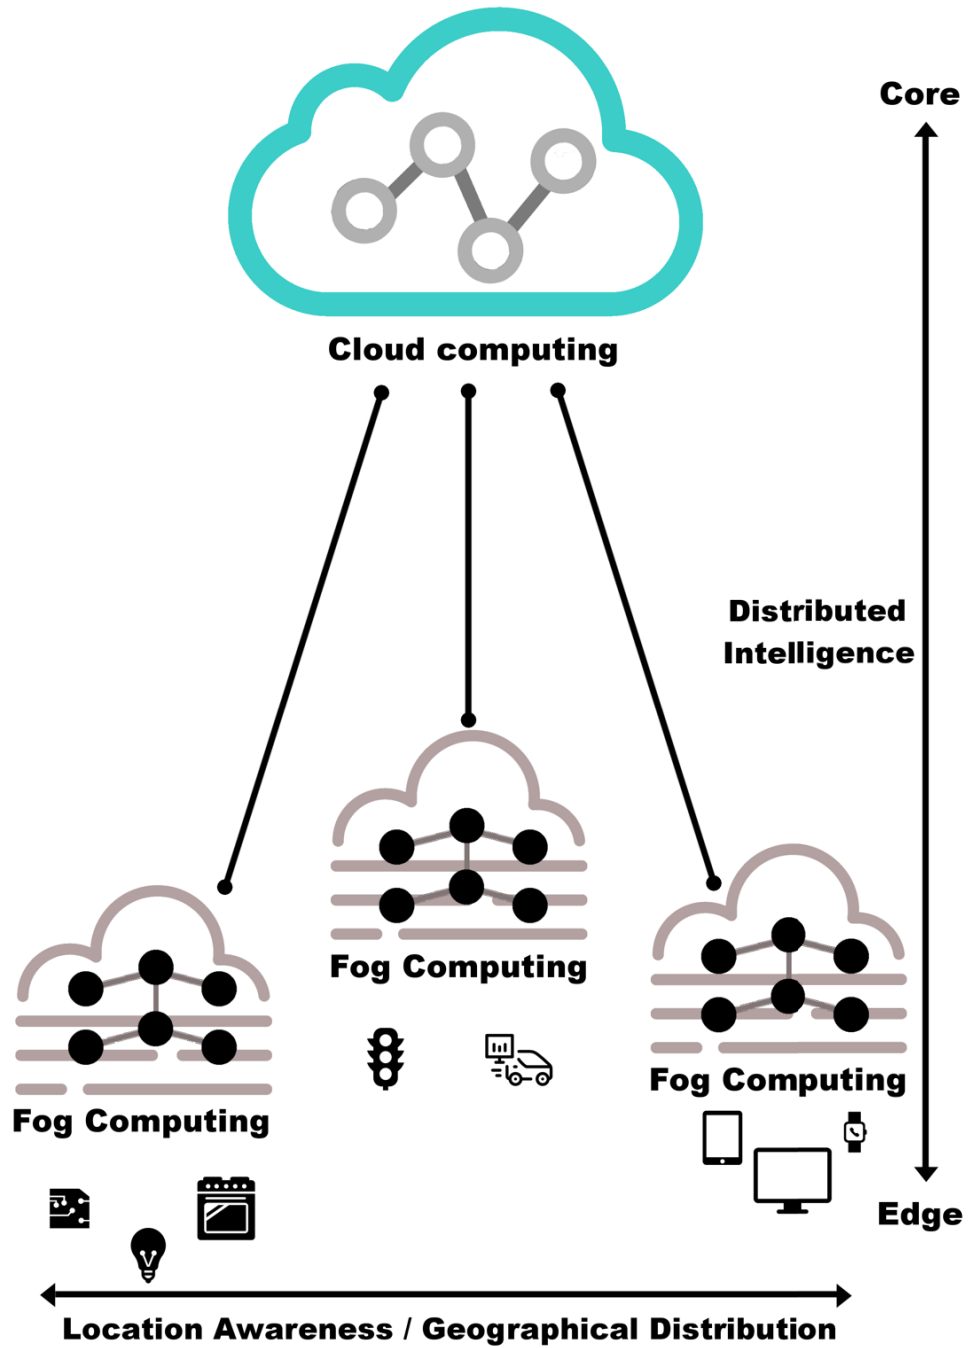 Core
Cloud computing
Distributed
Intelligence
Fog Computing
Fog Computing
Fog Computing
Edge
Location Awareness / Geographical Distribution